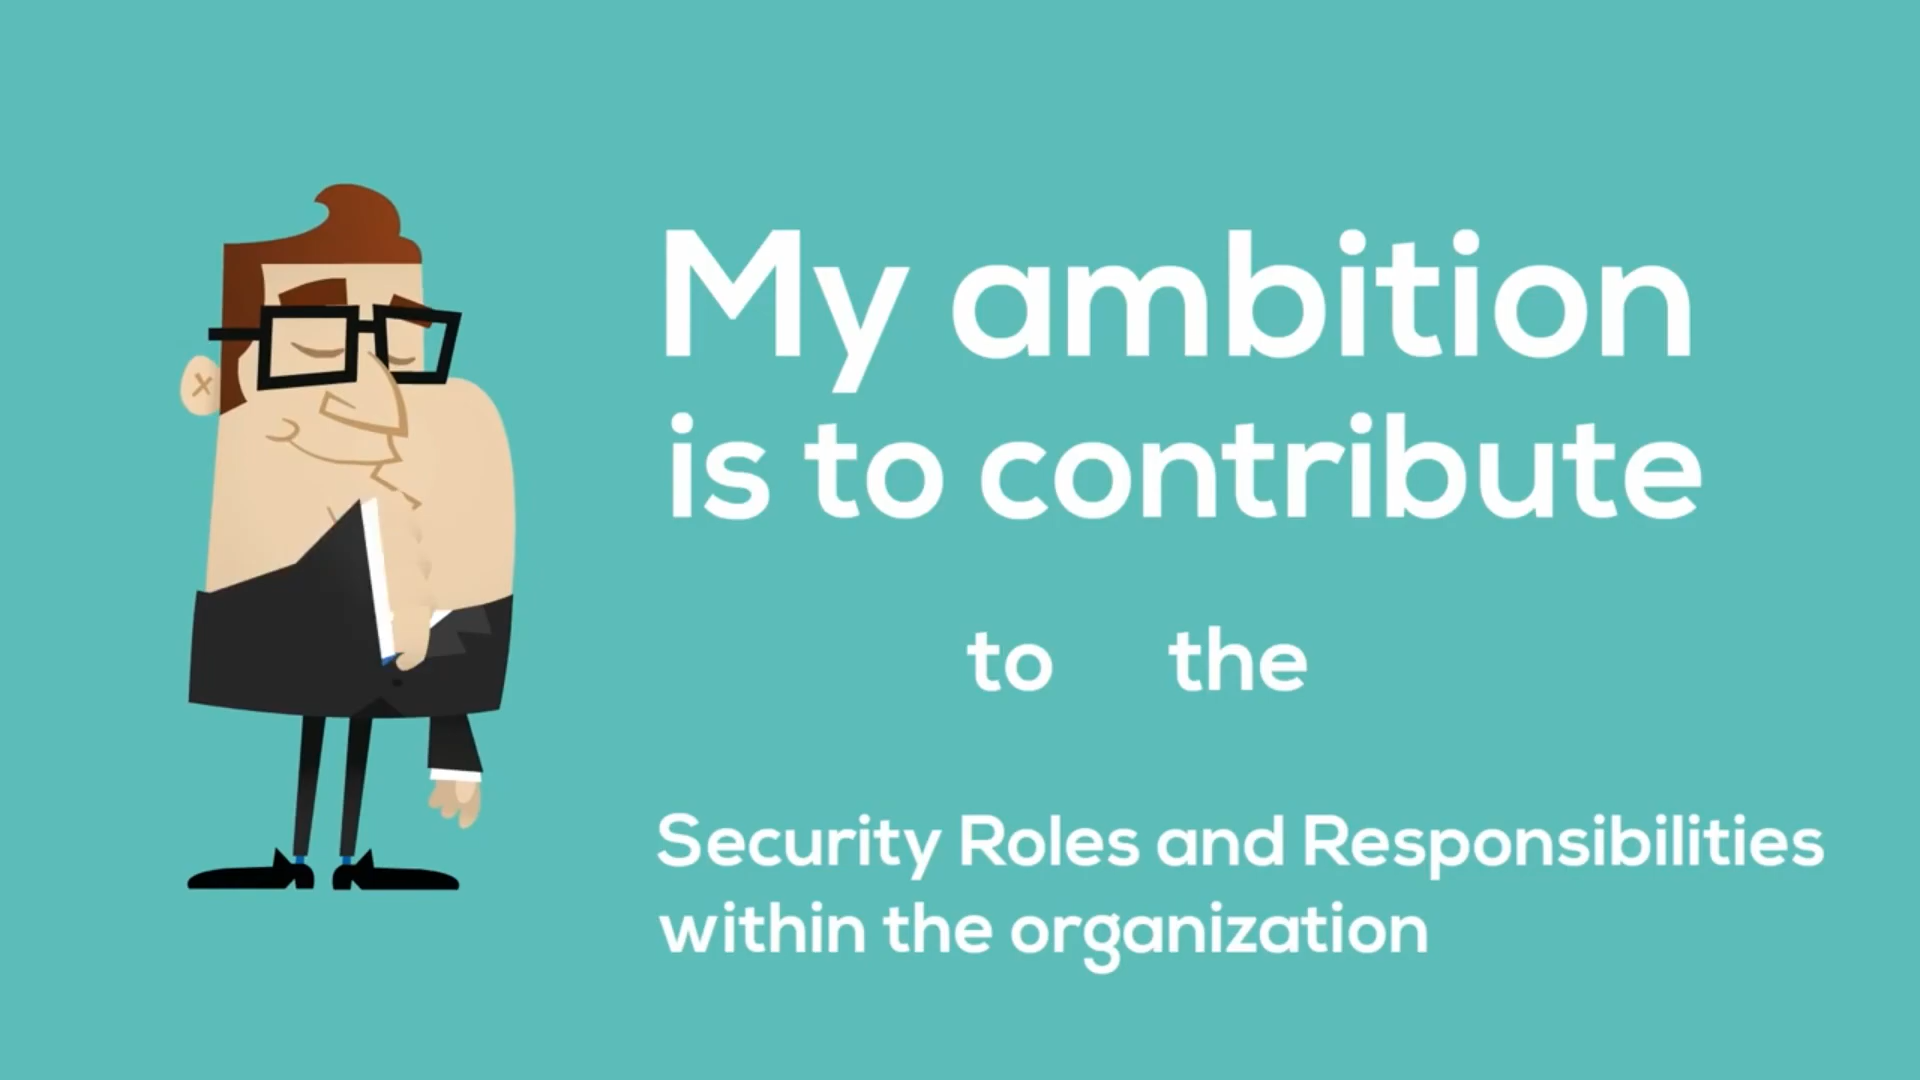 My ambition
is to contribute
to the
Security Roles and Responsibilities
within the organization